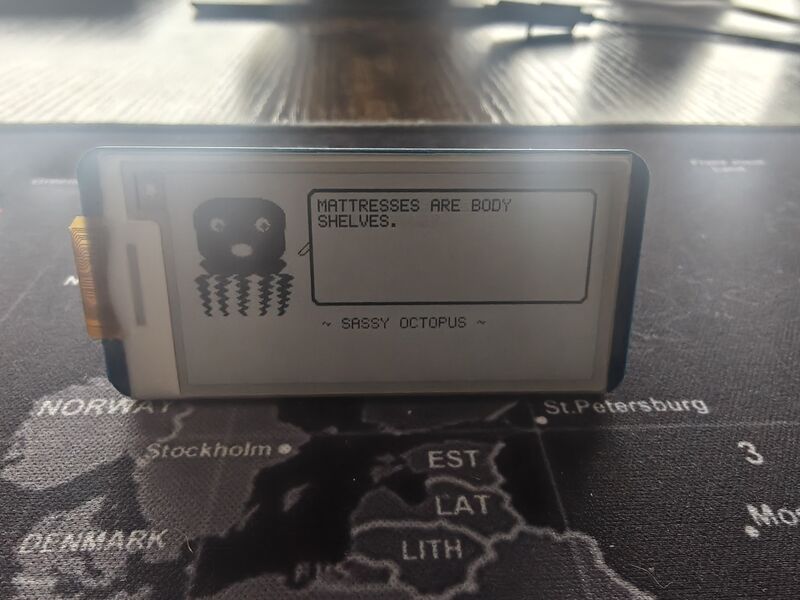 MATTRESSES ARE BODY
SHELVES.
~ SASSY OCTOPUS ~
NORWAY
St.Petersburg
Stockholm
EST
3
LAT
DENMARK
LITH